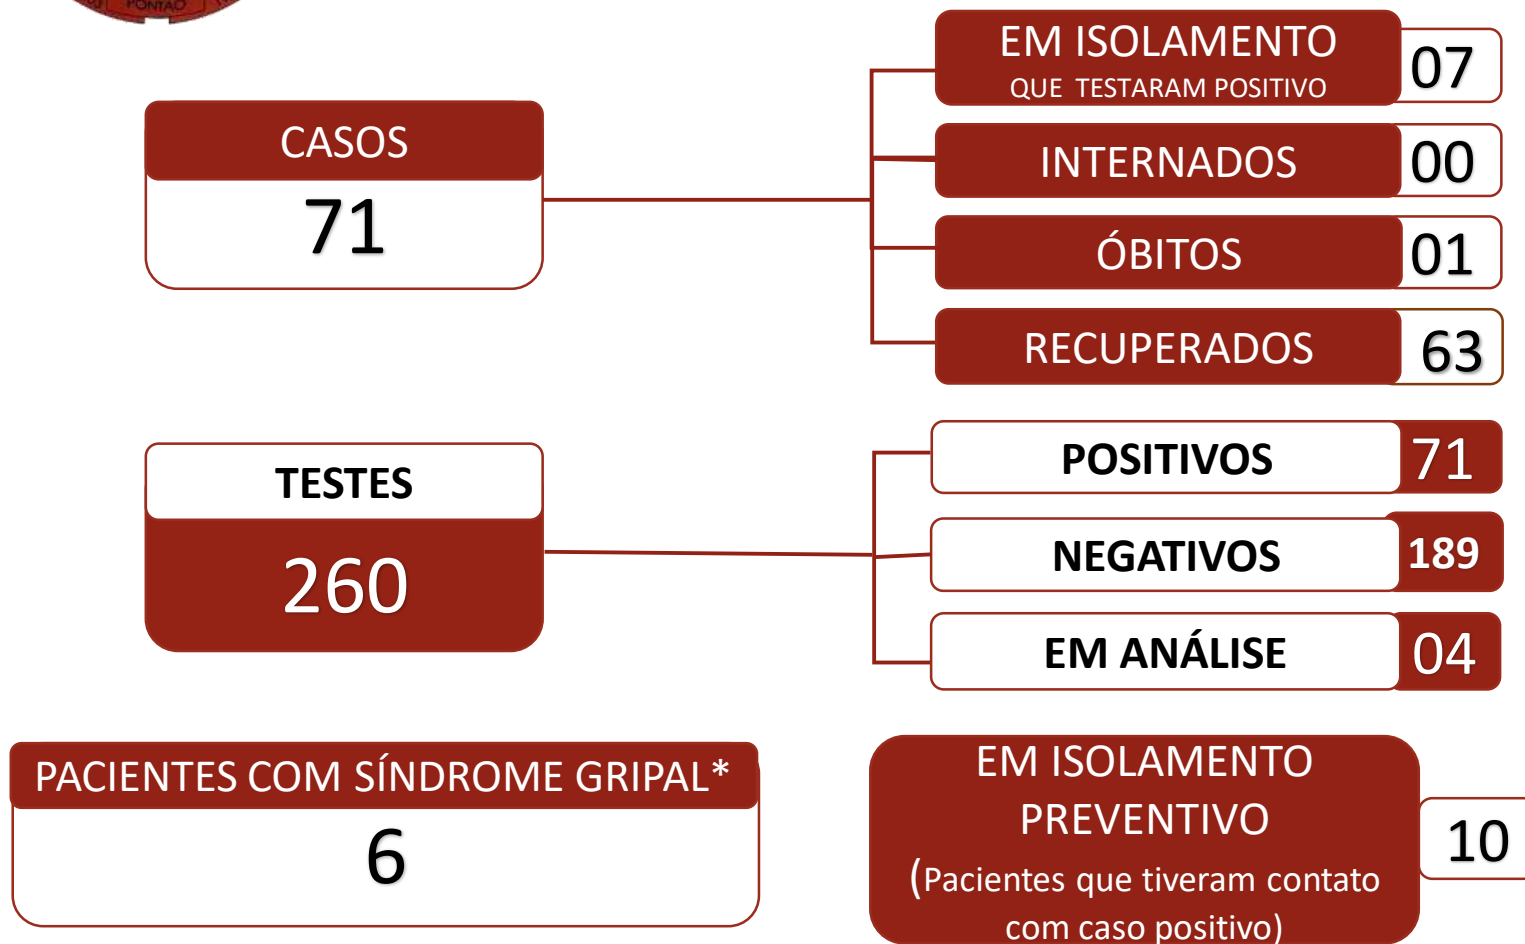 PONTÃO
CASOS
71
EM ISOLAMENTO
QUE TESTARAM POSITIVO
07
INTERNADOS
00
ÓBITOS
01
RECUPERADOS
63
TESTES
260
POSITIVOS
71
NEGATIVOS
189
EM ANÁLISE
04
PACIENTES COM SÍNDROME GRIPAL*
6
EM ISOLAMENTO
PREVENTIVO
(Pacientes que tiveram contato
com caso positivo)
10